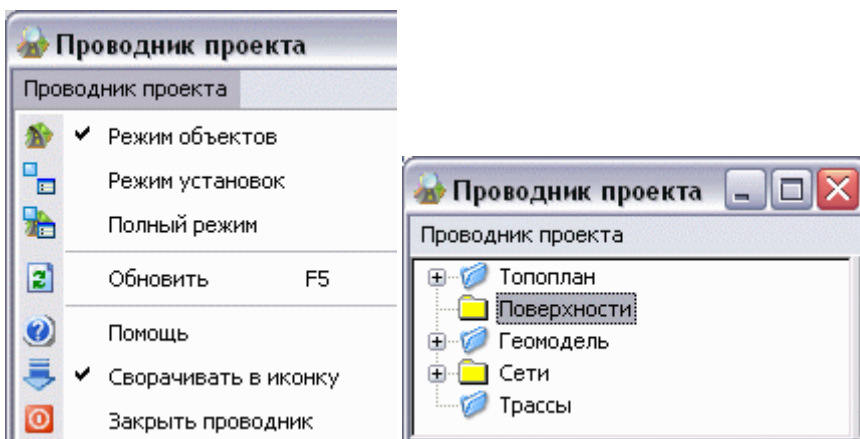 Проводник проекта
Проводник проекта
Режим объектов
Режим установок
Полный режим
Обновить F5
Помощь
Сворачивать в иконку
Закрыть проводник
Проводник проекта
Проводник проекта
Топоплан
Поверхности
Геомодель
Сети
Трассы